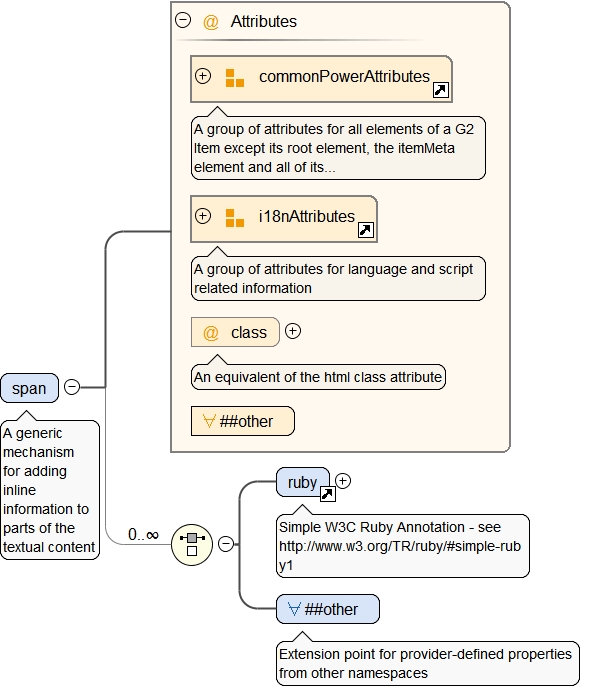 @ Attributes
commonPowerAttributes
A group of attributes for all elements of a G2
Item except its root element, the itemMeta
element and all of its...
i18nAttributes
A group of attributes for language and script
related information
@ class
An equivalent of the html class attribute
##other
span
A generic
mechanism
for adding
inline
information to
parts of the
textual content
0..∞
ruby
Simple W3C Ruby Annotation - see
http://www.w3.org/TR/ruby/#simple-rub
y1
##other
Extension point for provider-defined properties
from other namespaces